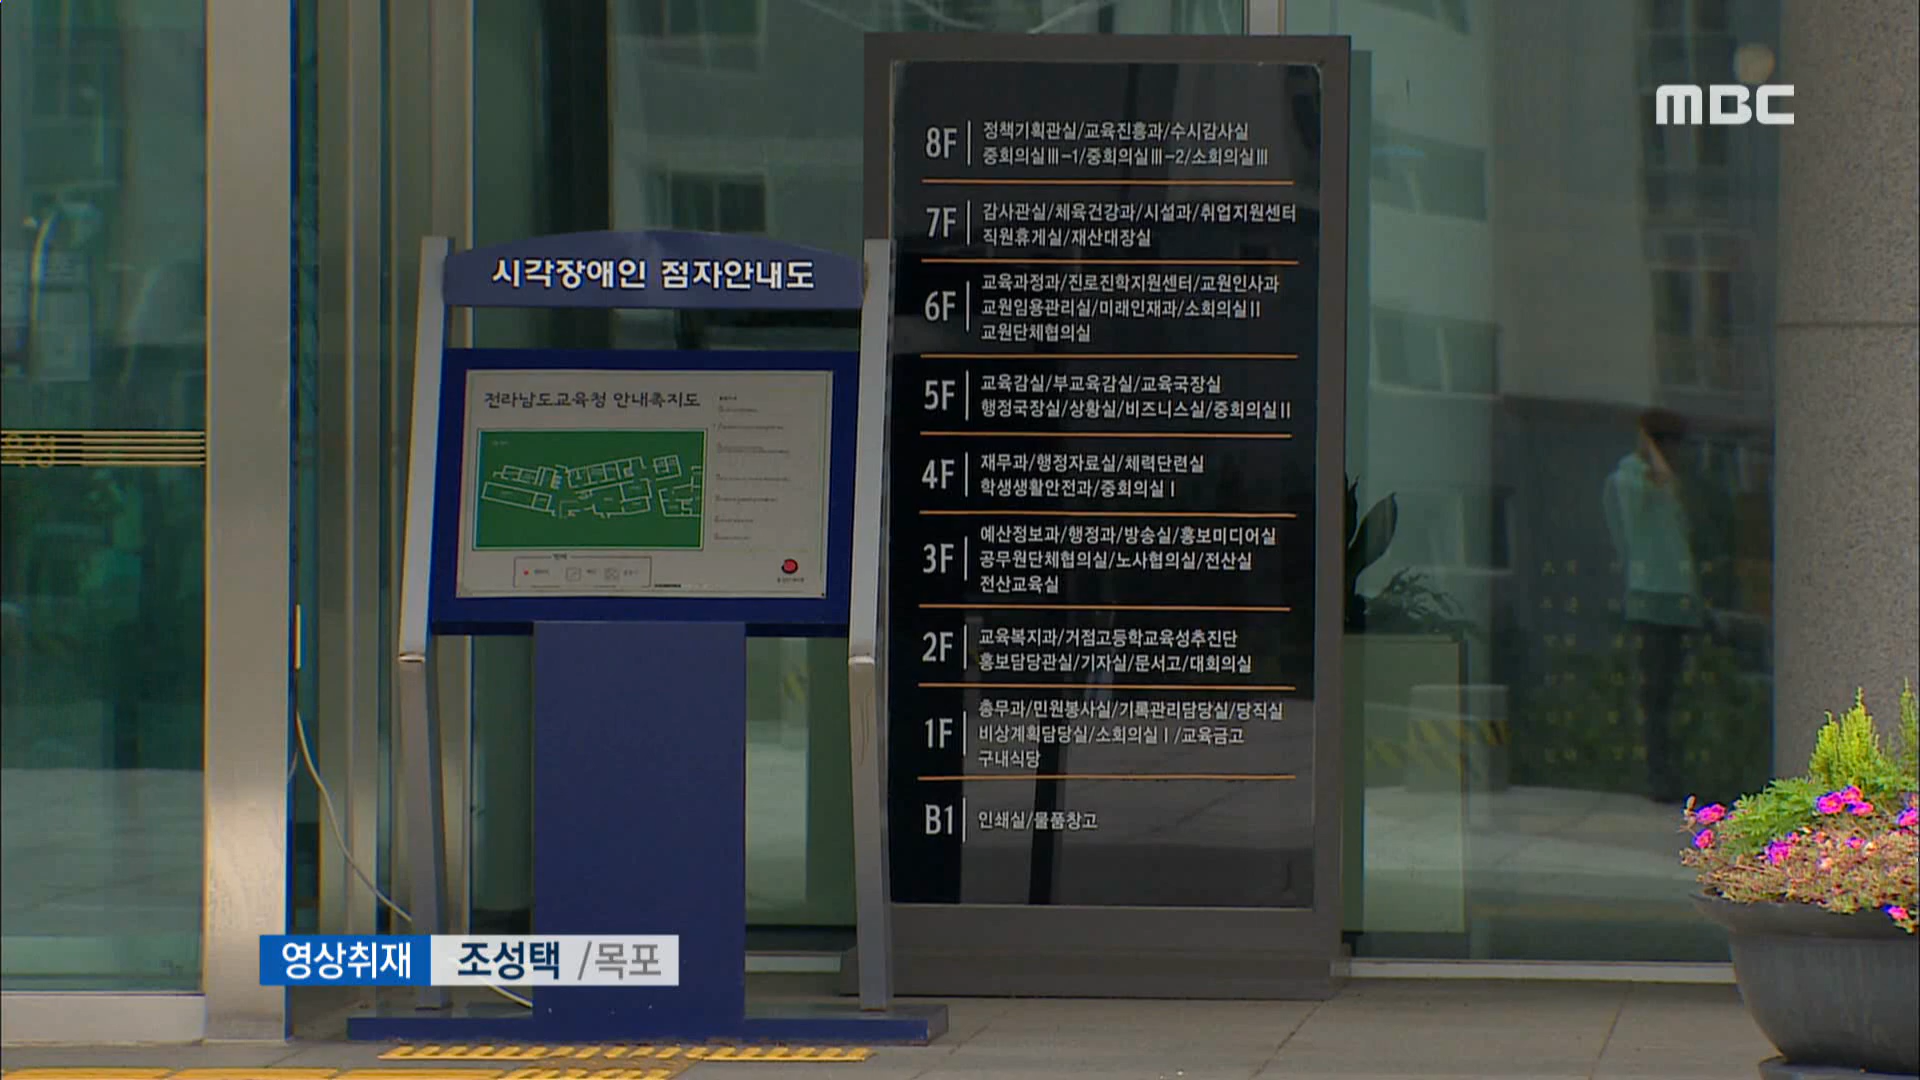 MBC
8F
정책기획관실/교육진흥과/수시감사실
중회의실Ⅲ-1/중회의실Ⅲ-2/소회의실Ⅲ
7F
감사관실/체육건강과/시설과/취업지원센터
직원휴게실/재산대장실
6F
교육과정과/진로진학지원센터/교원인사과
교원임용관리실/미래인재과/소회의실Ⅱ
교원단체협의실
5F
교육감실/부교육감실/교육국장실
행정국장실/상황실/비즈니스실/중회의실Ⅱ
4F
재무과/행정자료실/체력단련실
학생생활안전과/중회의실Ⅰ
3F
예산정보과/행정과/방송실/홍보미디어실
공무원단체협의실/노사협의실/전산실
전산교육실
2F
교육복지과/거점고등학교육성추진단
홍보담당관실/기자실/문서고/대회의실
1F
총무과/민원봉사실/기록관리담당실/당직실
비상계획담당실/소회의실Ⅰ/교육금고
구내식당
B1
인쇄실/물품창고
시각장애인 점자안내도
전라남도교육청 안내촉지도
영상취재 조성택 /목포